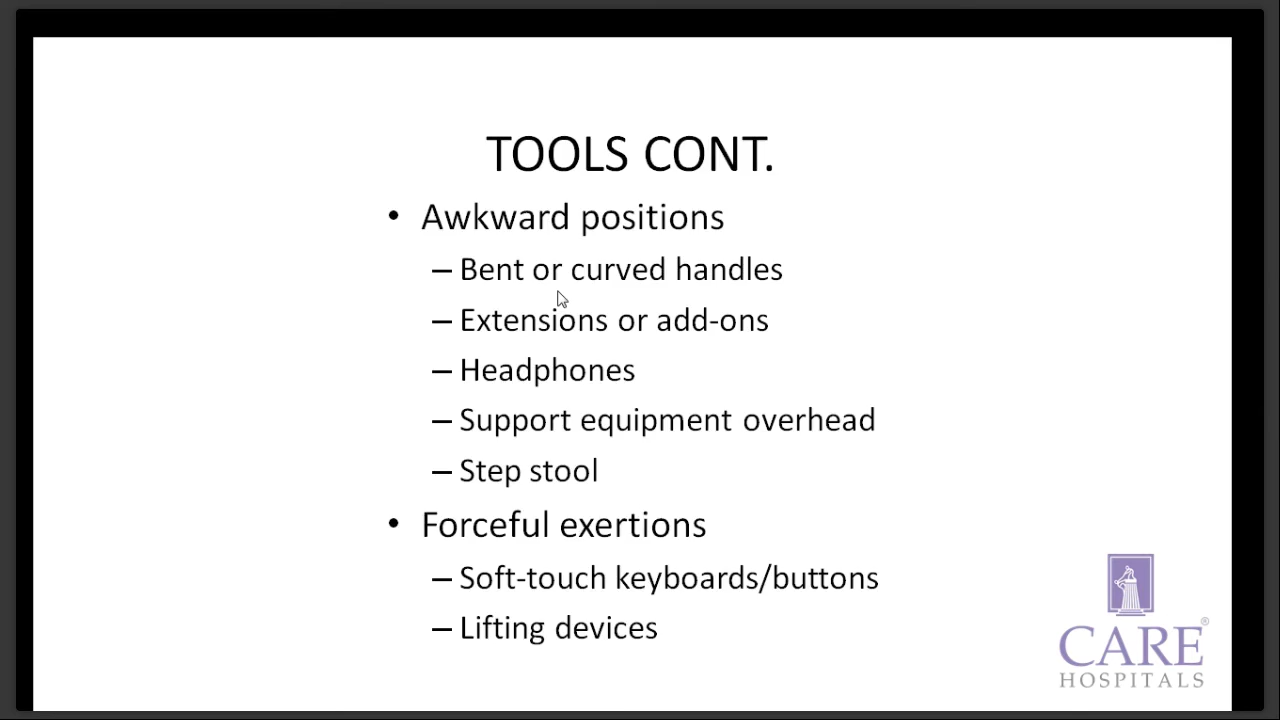 TOOLS CONT.
• Awkward positions
– Bent or curved handles
– Extensions or add-ons
– Headphones
– Support equipment overhead
– Step stool
• Forceful exertions
– Soft-touch keyboards/buttons
– Lifting devices
CARE®
HOSPITALS